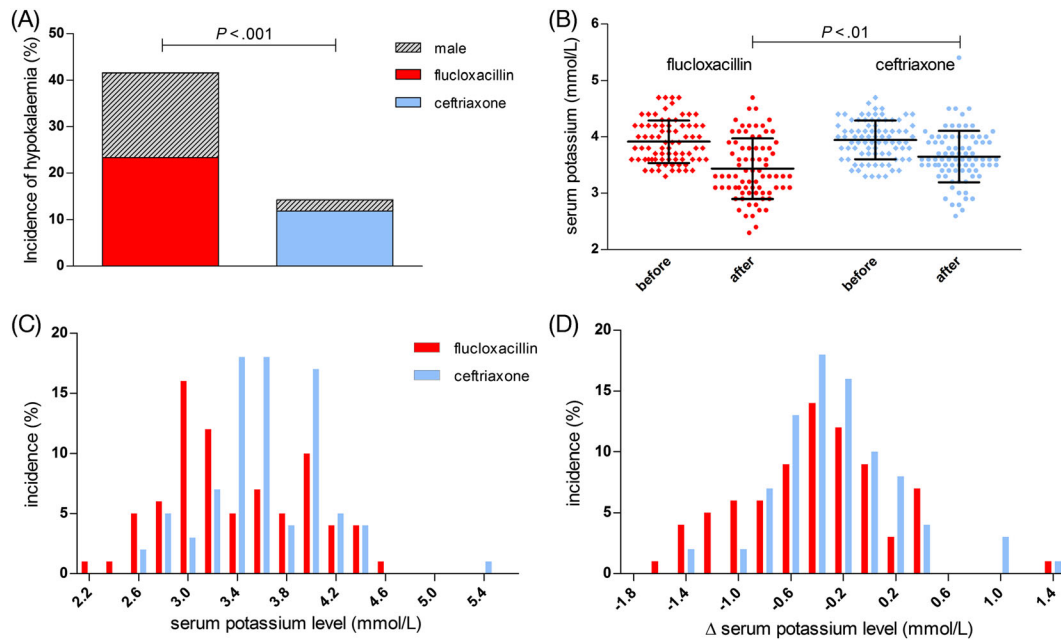 (A)
50
40
30
20
10
0
Incidence of hypokalaemia (%)
P < .001
male
flucloxacillin
ceftriaxone
(B)
6
5
4
3
2
serum potassium (mmol/L)
P < .01
flucloxacillin ceftriaxone
before after before after
(C)
20
15
10
5
0
incidence (%)
flucloxacillin
ceftriaxone
2.2 2.6 3.0 3.4 3.8 4.2 4.6 5.0 5.4
serum potassium level (mmol/L)
(D)
20
15
10
5
0
incidence (%)
-1.8 -1.4 -1.0 -0.6 -0.2 0.2 0.6 1.0 1.4
Δ serum potassium level (mmol/L)